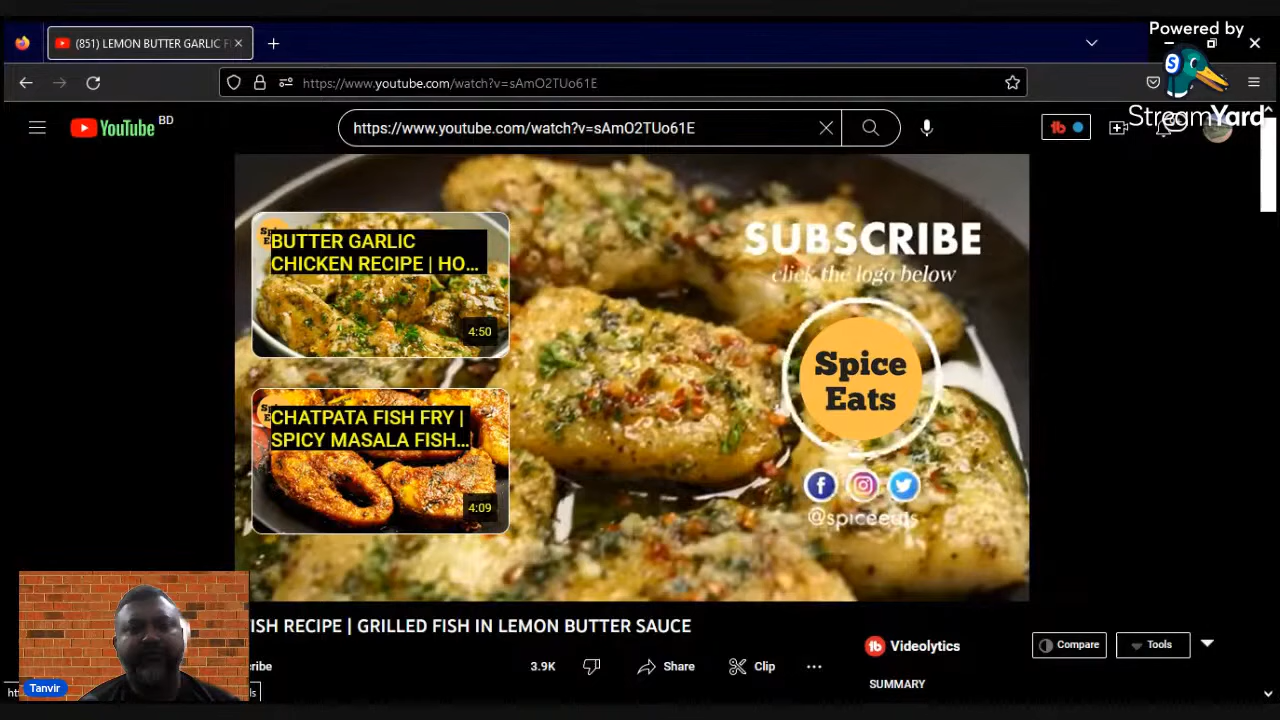 Powered by
StreamYard
(851) LEMON BUTTER GARLIC F
https://www.youtube.com/watch?v=sAmO2TUo61E
YouTube BD
https://www.youtube.com/watch?v=sAmO2TUo61E
BUTTER GARLIC
CHICKEN RECIPE | HO...
4:50
CHATPATA FISH FRY |
SPICY MASALA FISH...
4:09
SUBSCRIBE
click the logo below
Spice
Eats
@spiceeats
ISH RECIPE | GRILLED FISH IN LEMON BUTTER SAUCE
3.9K
Share
Clip
Videolytics
Compare
Tools
SUMMARY
Tanvir